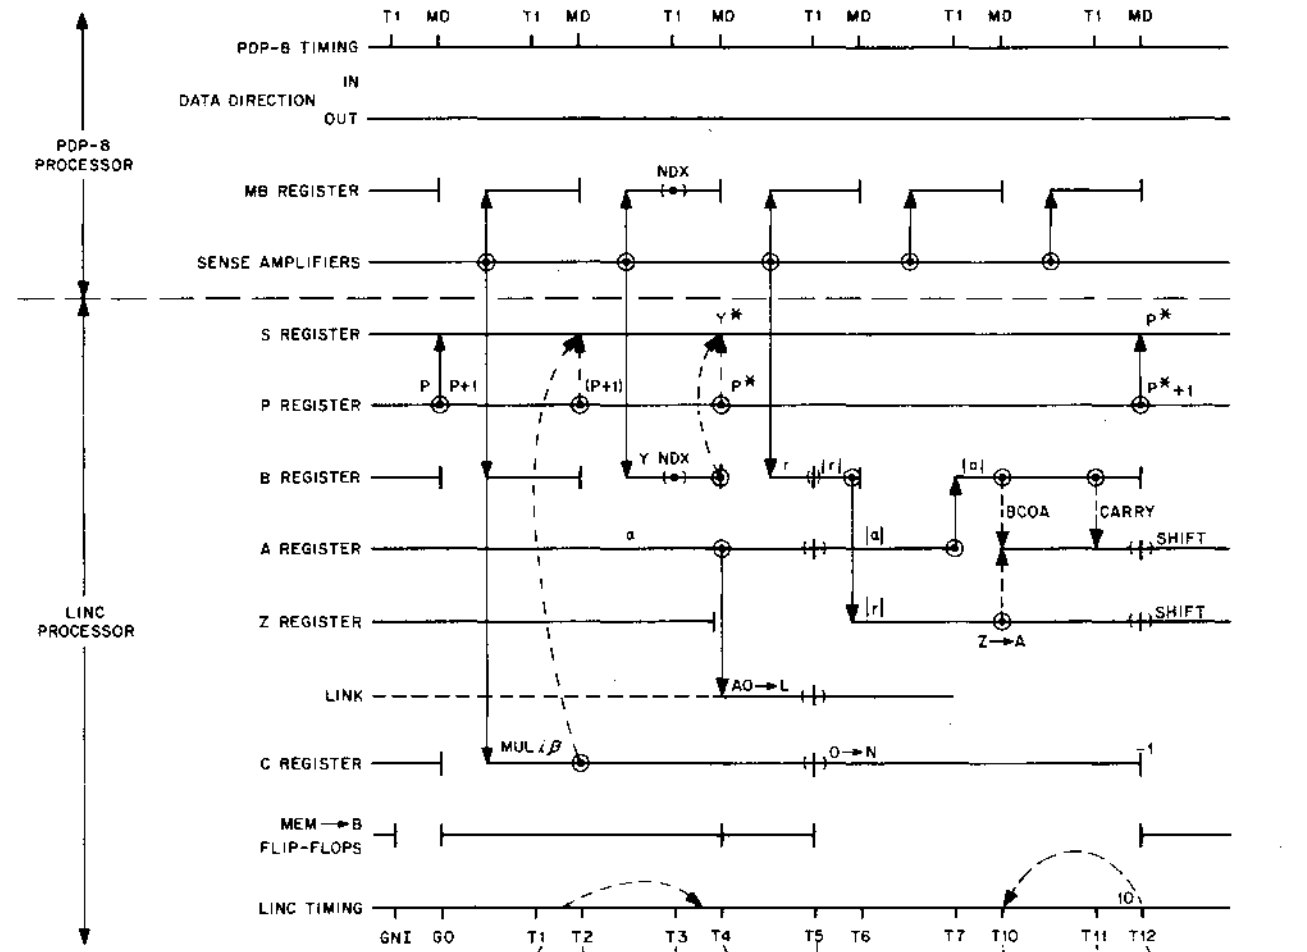 T1 MD T1 MD T1 MD T1 MD T1 MD T1 MD
PDP-8 TIMING
IN
DATA DIRECTION
OUT
PDP-8
PROCESSOR
NDX
MB REGISTER
SENSE AMPLIFIERS
Y* P*
S REGISTER
P P+1 (P+1) P* P*+1
P REGISTER
Y NDX r |r| |a|
B REGISTER
BCOA CARRY
a |a| SHIFT
A REGISTER
LINC
PROCESSOR
|r| SHIFT
Z REGISTER
Z→A
LINK AO→L
MUL iβ O→N -1
C REGISTER
MEM→B
FLIP-FLOPS
10
LINC TIMING
GNI GO T1 T2 T3 T4 T5 T6 T7 T10 T11 T12